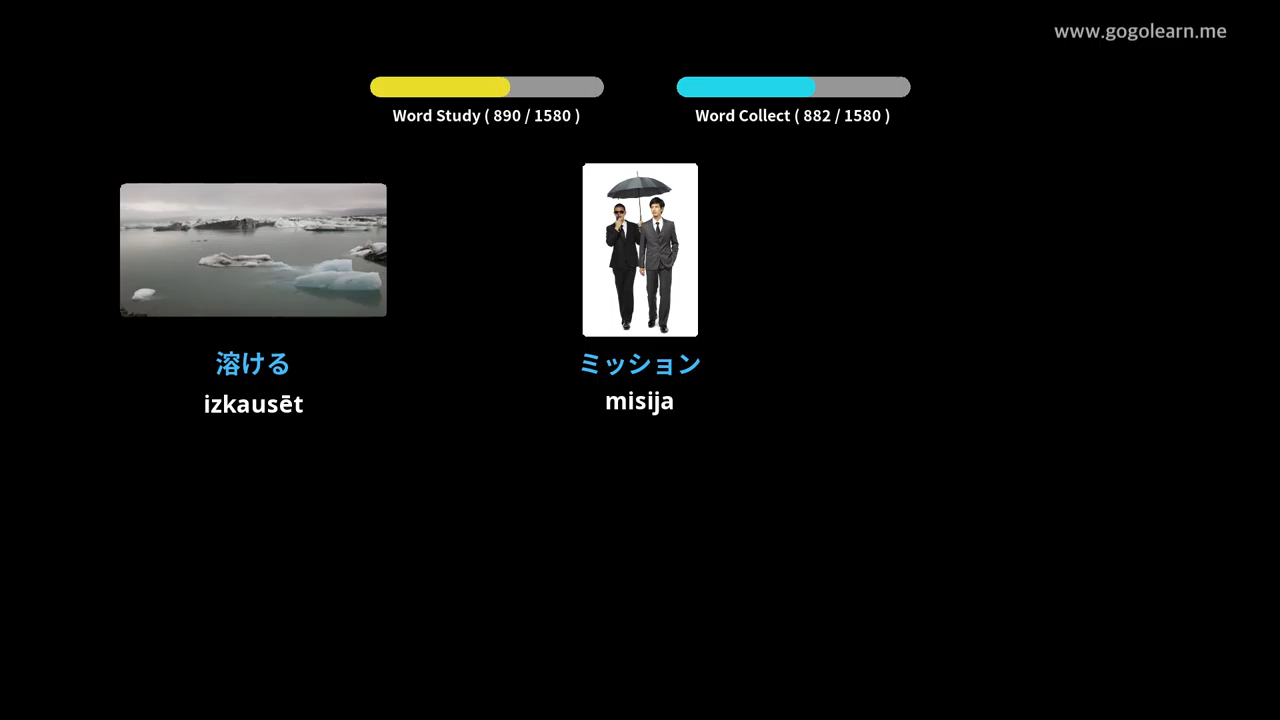 www.gogolearn.me
Word Study ( 890 / 1580 )
Word Collect ( 882 / 1580 )
溶ける
izkausēt
ミッション
misija